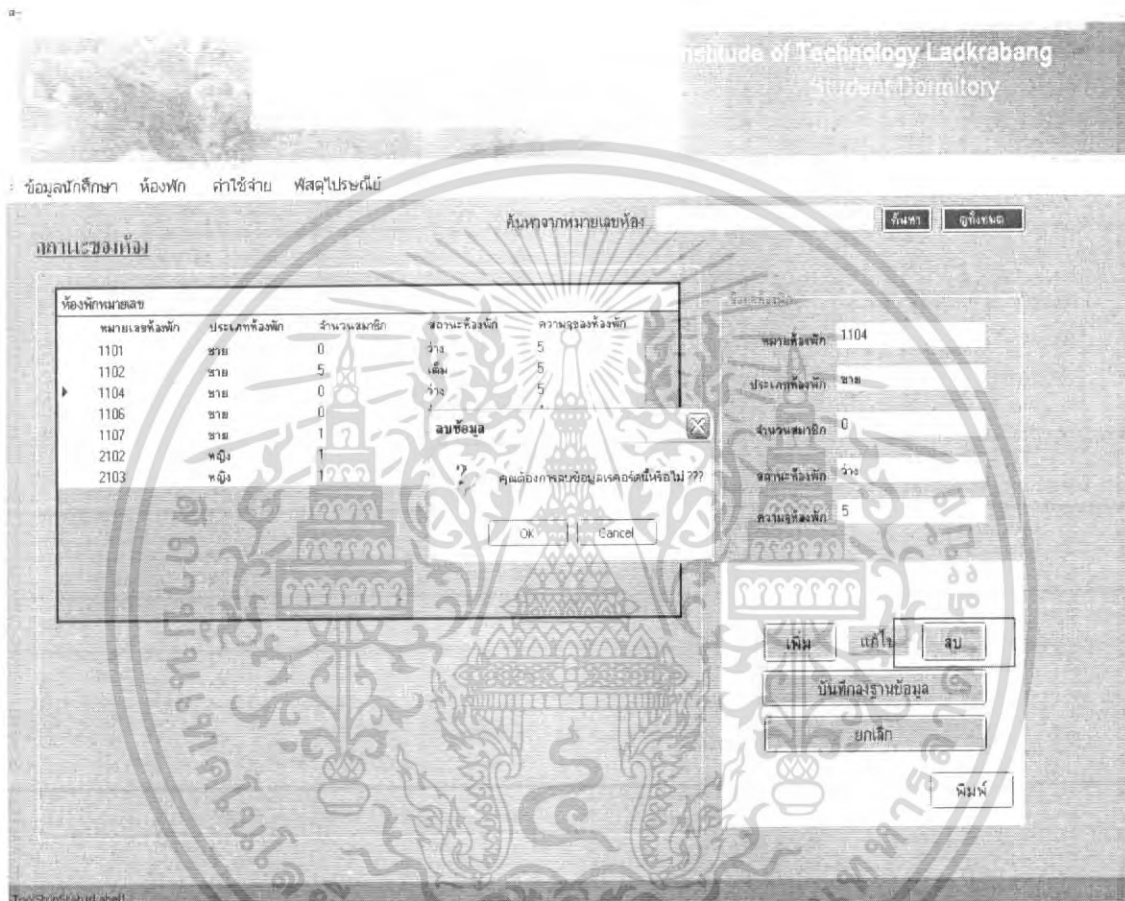 nstitude of Technology Ladkrabang
Student Dormitory
ข้อมูลนักศึกษา ห้องพัก ค่าใช้จ่าย พัสดุไปรษณีย์
ค้นหาจากหมายเลขห้อง ค้นหา ดูทั้งหมด
สถานะของห้อง
ห้องพักหมายเลข
หมายเลขห้องพัก ประเภทห้องพัก จำนวนสมาชิก สถานะห้องพัก ความจุของห้องพัก
1101 ชาย 0 ว่าง 5
1102 ชาย 5 เต็ม 5
1104 ชาย 0 ว่าง 5
1106 ชาย 0
1107 ชาย 1
2102 หญิง 1
2103 หญิง 1
ลบข้อมูล
คุณต้องการลบข้อมูลเรคอร์ดนี้หรือไม่ ???
OK Cancel
หมายห้องพัก 1104
ประเภทห้องพัก ชาย
จำนวนสมาชิก 0
สถานะห้องพัก ว่าง
ความจุห้องพัก 5
เพิ่ม แก้ไข ลบ
บันทึกลงฐานข้อมูล
ยกเลิก
พิมพ์
ToolStripStatusLabel1